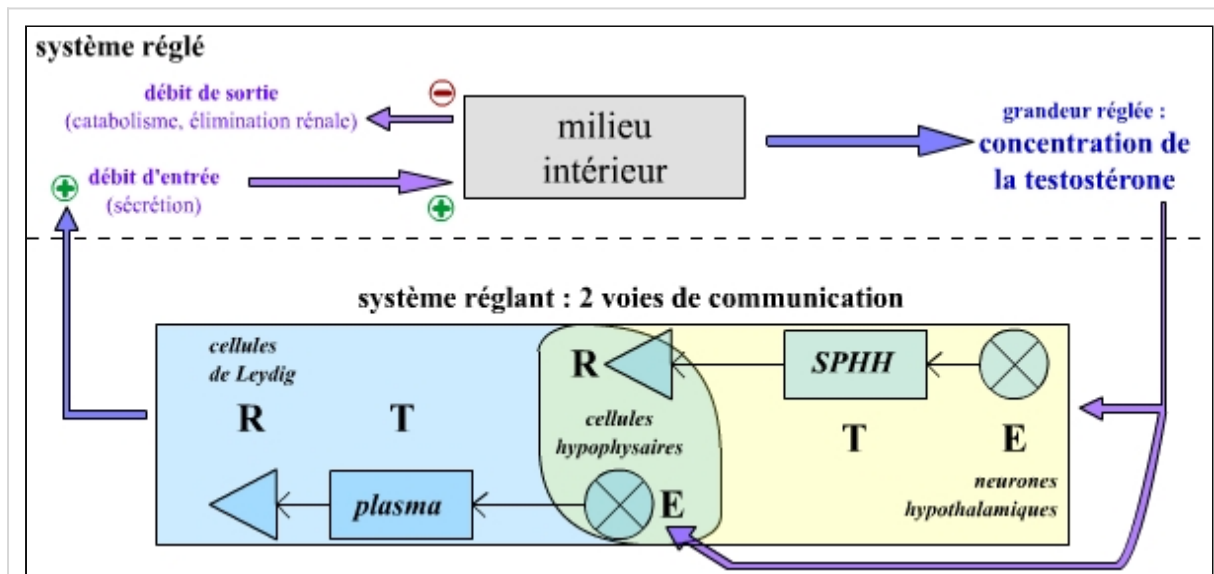 système réglé
débit de sortie
(catabolisme, élimination rénale)
milieu
intérieur
grandeur réglée :
concentration de
la testostérone
débit d'entrée
(sécrétion)
système réglant : 2 voies de communication
cellules
de Leydig
R
T
R
SPHH
cellules
hypophysaires
T
E
plasma
E
neurones
hypothalamiques